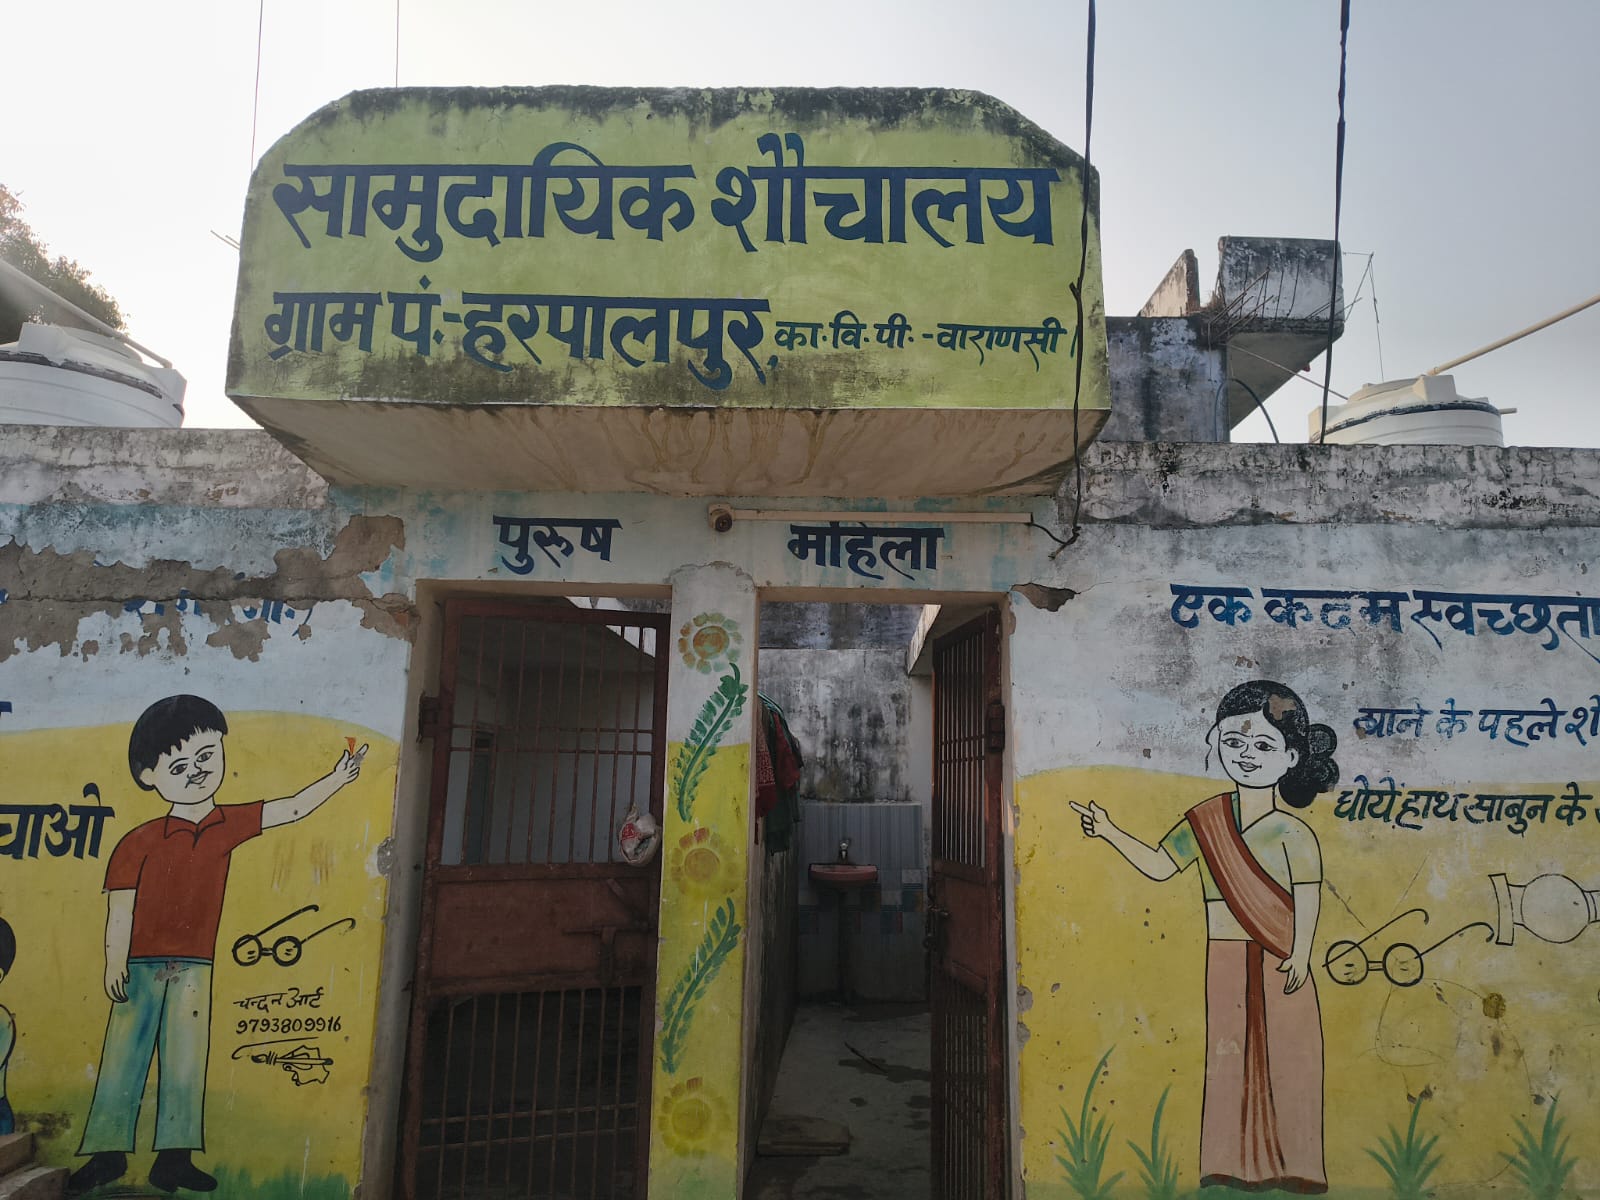 सामुदायिक शौचालय
ग्राम पं:-हरपालपुर, का.वि.पी.-वाराणसी।
पुरुष
महिला
एक कदम स्वच्छता
खाने के पहले
धोयें हाथ साबुन के
चन्दन आर्ट
9793809916